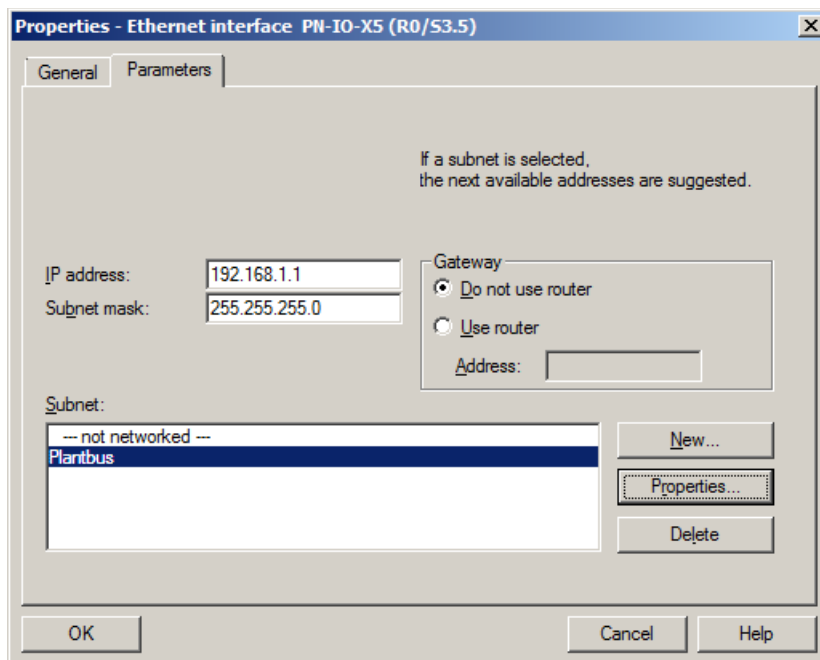 Properties - Ethernet interface PN-IO-X5 (R0/S3.5)
General Parameters
If a subnet is selected,
the next available addresses are suggested.
IP address: 192.168.1.1
Subnet mask: 255.255.255.0
Gateway
Do not use router
Use router
Address:
Subnet:
--- not networked ---
Plantbus
New...
Properties...
Delete
OK Cancel Help